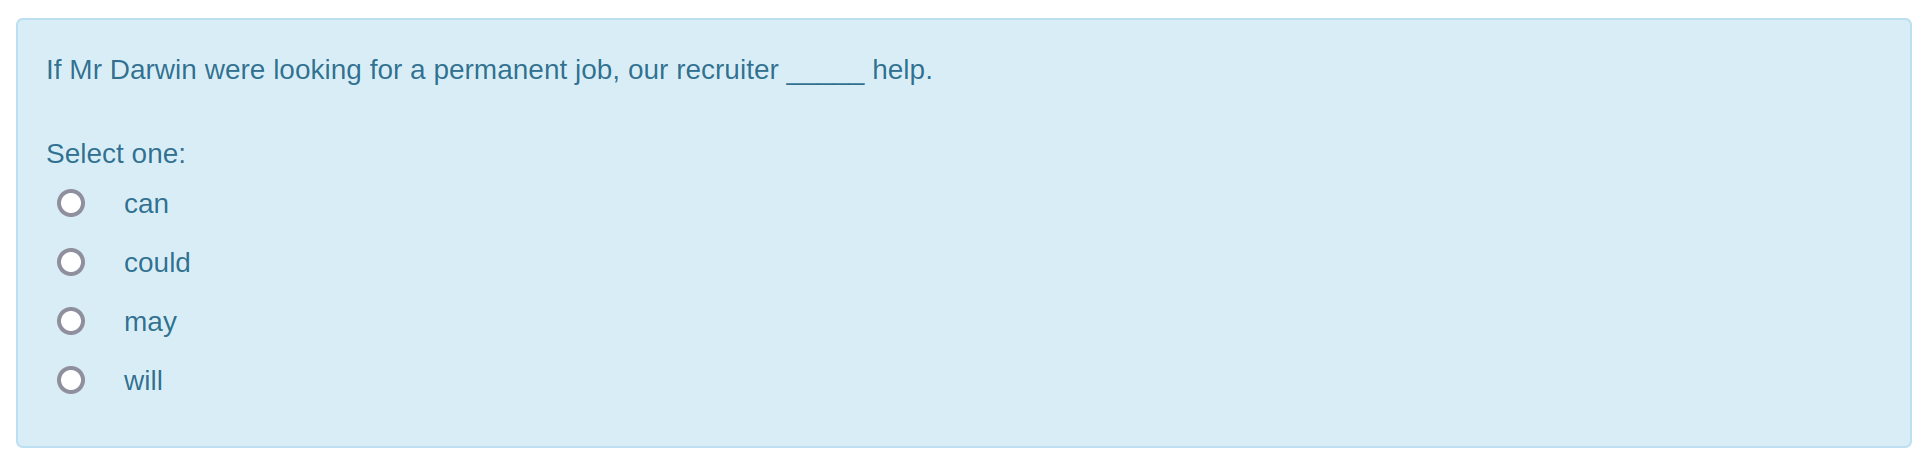 If Mr Darwin were looking for a permanent job, our recruiter _____ help.
Select one:
can
could
may
will